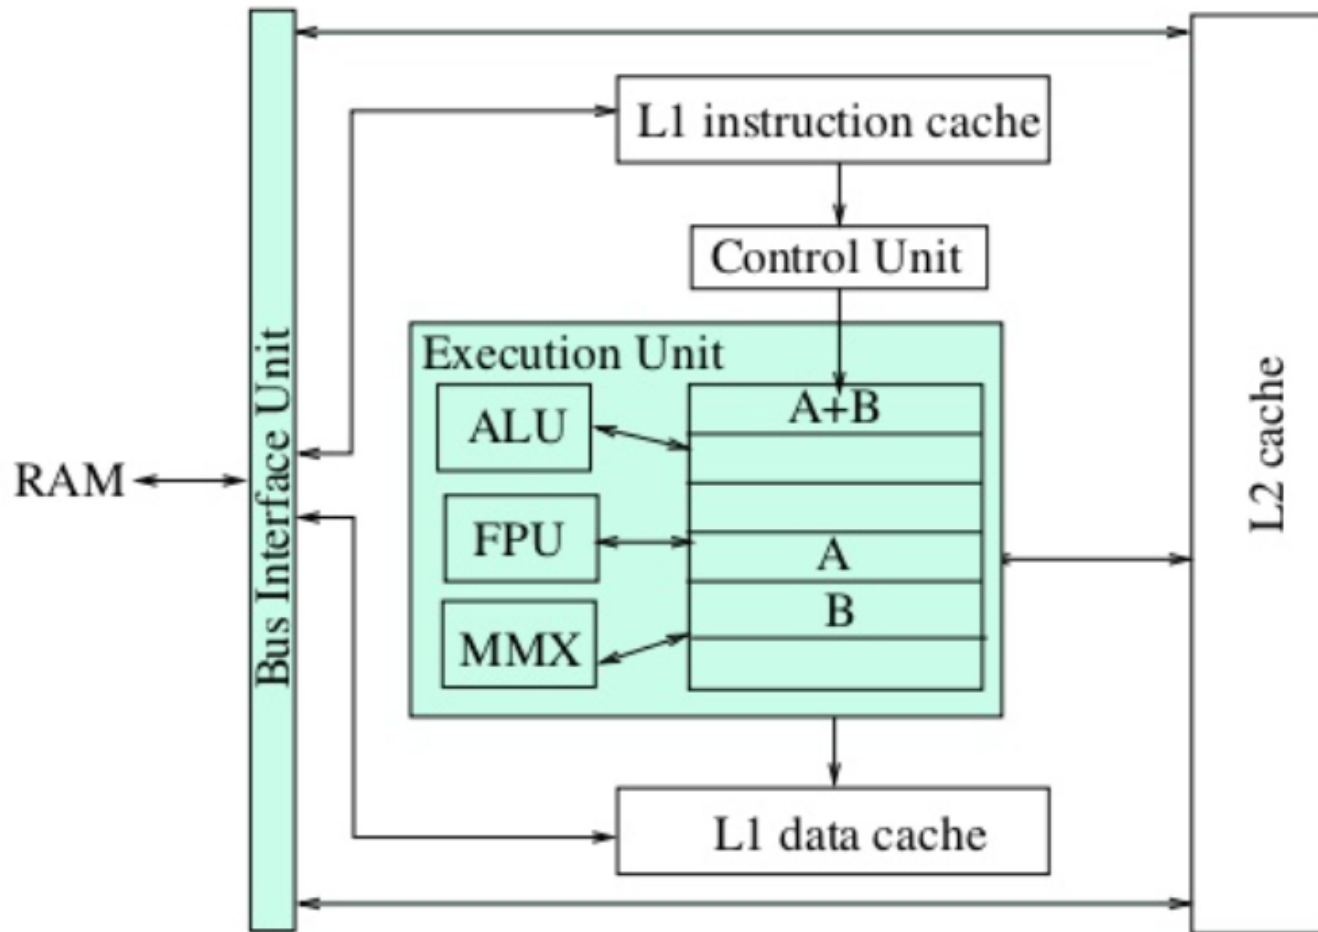 L1 instruction cache
Control Unit
Execution Unit
A+B
ALU
Bus Interface Unit
RAM
L2 cache
FPU
A
B
MMX
L1 data cache